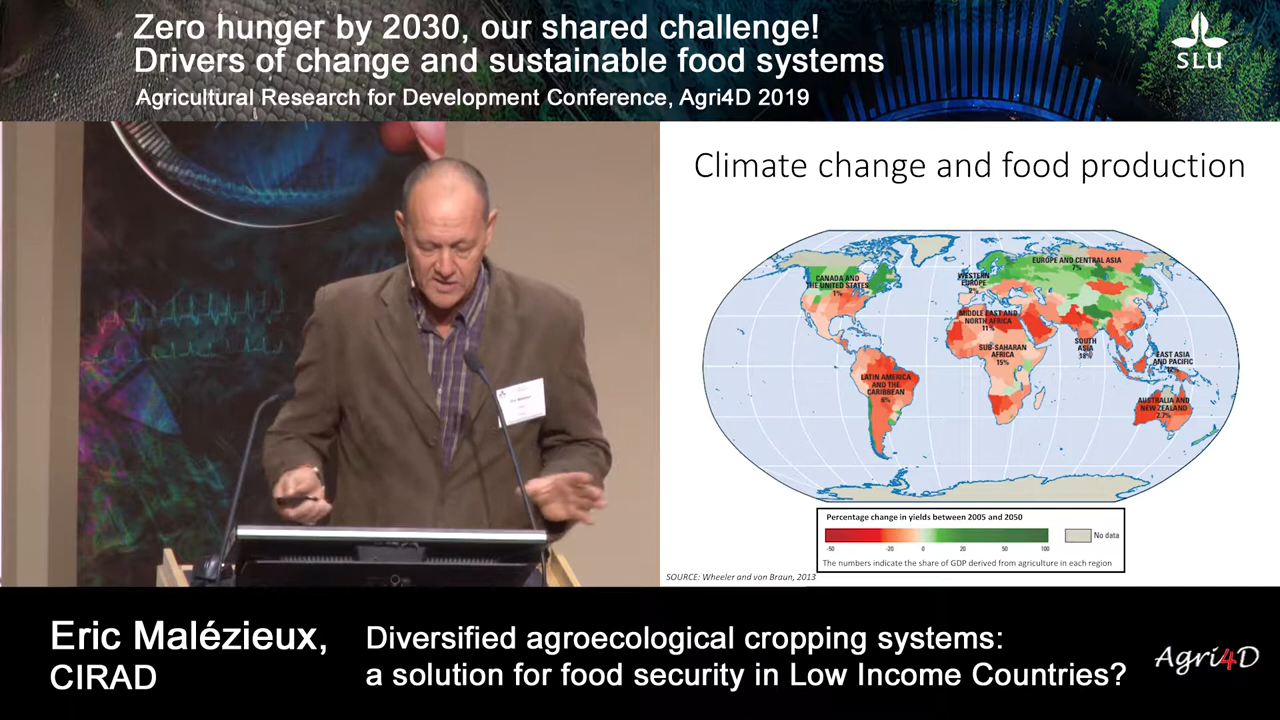 Zero hunger by 2030, our shared challenge!
Drivers of change and sustainable food systems
Agricultural Research for Development Conference, Agri4D 2019
SLU
Climate change and food production
EUROPE AND CENTRAL ASIA
7%
CANADA AND
THE UNITED STATES
1%
WESTERN
EUROPE
2%
MIDDLE EAST AND
NORTH AFRICA
11%
SUB-SAHARAN
AFRICA
15%
SOUTH
ASIA
18%
EAST ASIA
AND PACIFIC
12%
LATIN AMERICA
AND THE
CARIBBEAN
6%
AUSTRALIA AND
NEW ZEALAND
2.7%
Percentage change in yields between 2005 and 2050
-50 -20 0 20 50 100
No data
The numbers indicate the share of GDP derived from agriculture in each region
SOURCE: Wheeler and von Braun, 2013
Eric Malézieux,
CIRAD
Diversified agroecological cropping systems:
a solution for food security in Low Income Countries?
Agri4D